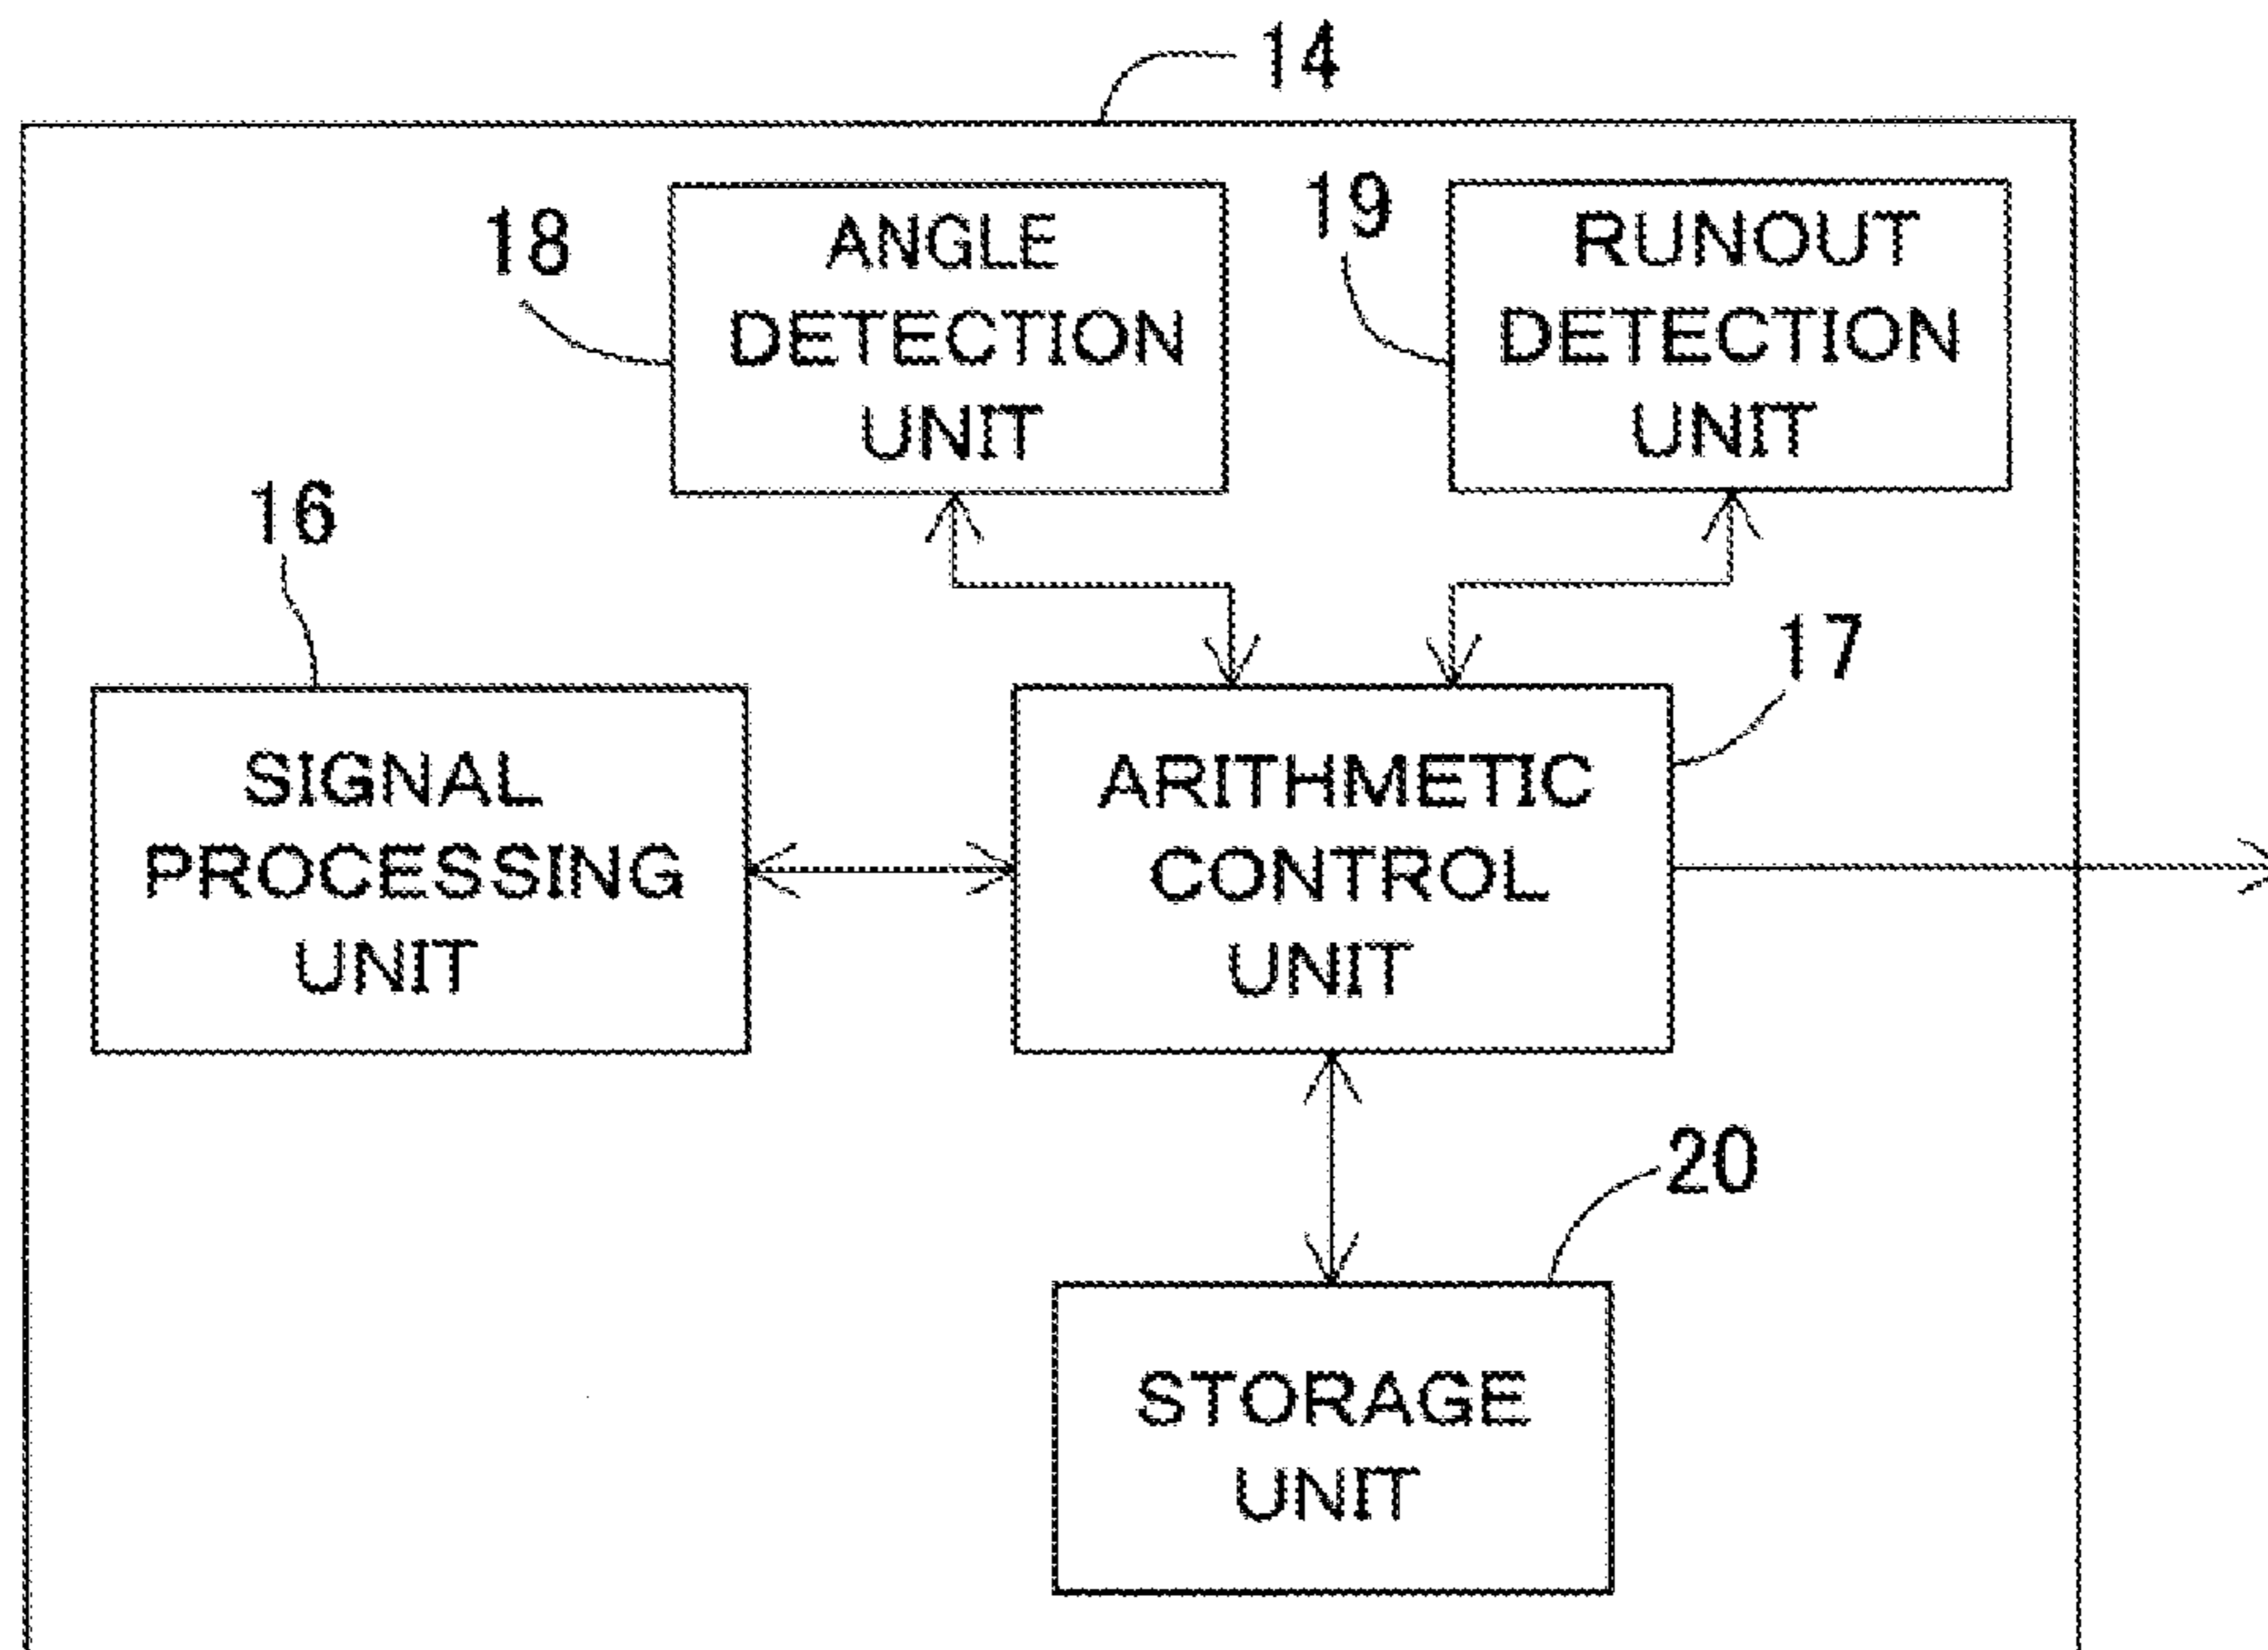 14
18
ANGLE
DETECTION
UNIT
19
RUNOUT
DETECTION
UNIT
16
SIGNAL
PROCESSING
UNIT
17
ARITHMETIC
CONTROL
UNIT
20
STORAGE
UNIT